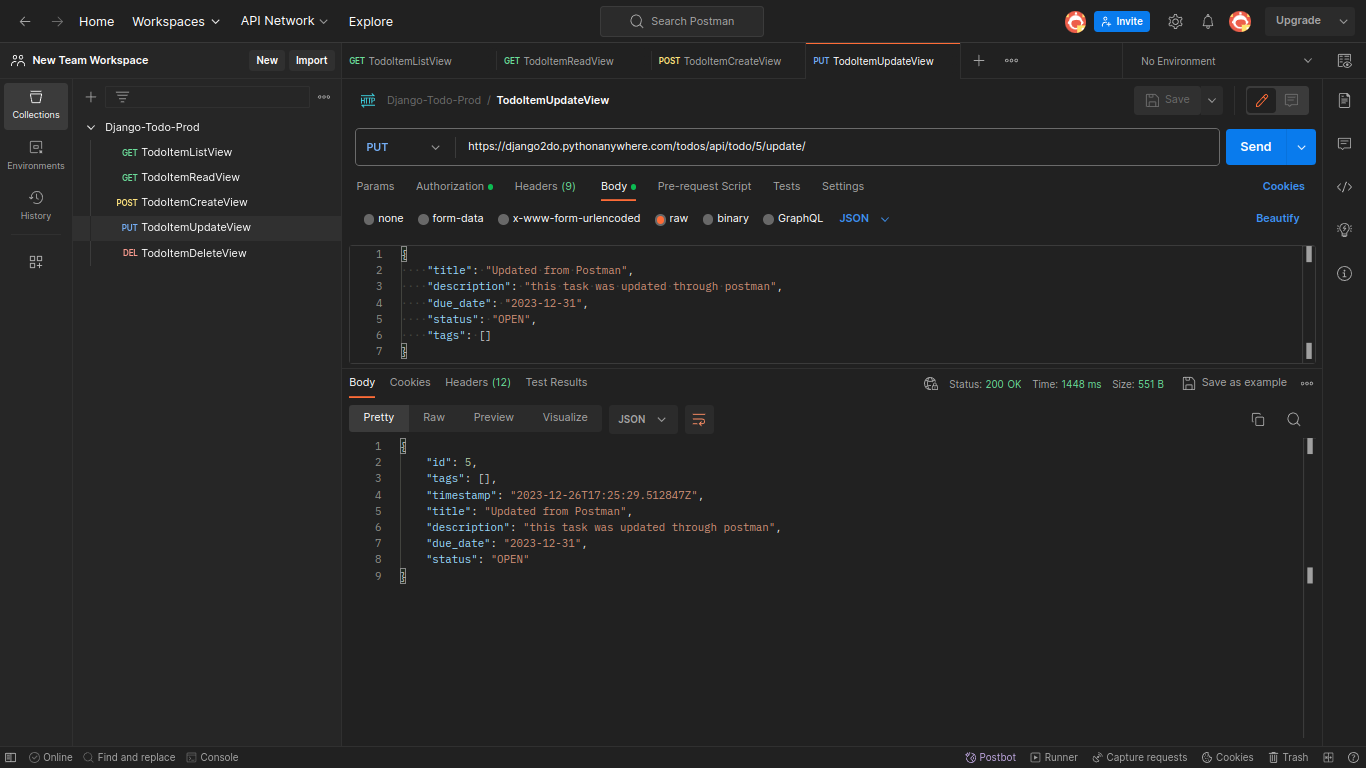 Home Workspaces API Network Explore Search Postman Invite Upgrade
New Team Workspace New Import GET TodoItemListView GET TodoItemReadView POST TodoItemCreateView PUT TodoItemUpdateView No Environment
Collections
Environments
History
Django-Todo-Prod
GET TodoItemListView
GET TodoItemReadView
POST TodoItemCreateView
PUT TodoItemUpdateView
DEL TodoItemDeleteView
HTTP Django-Todo-Prod / TodoItemUpdateView Save
PUT https://django2do.pythonanywhere.com/todos/api/todo/5/update/ Send
Params Authorization Headers (9) Body Pre-request Script Tests Settings Cookies
none form-data x-www-form-urlencoded raw binary GraphQL JSON Beautify
1 {
2 "title": "Updated from Postman",
3 "description": "this task was updated through postman",
4 "due_date": "2023-12-31",
5 "status": "OPEN",
6 "tags": []
7 }
Body Cookies Headers (12) Test Results Status: 200 OK Time: 1448 ms Size: 551 B Save as example
Pretty Raw Preview Visualize JSON
1 {
2 "id": 5,
3 "tags": [],
4 "timestamp": "2023-12-26T17:25:29.512847Z",
5 "title": "Updated from Postman",
6 "description": "this task was updated through postman",
7 "due_date": "2023-12-31",
8 "status": "OPEN"
9 }
Online Find and replace Console Postbot Runner Capture requests Cookies Trash